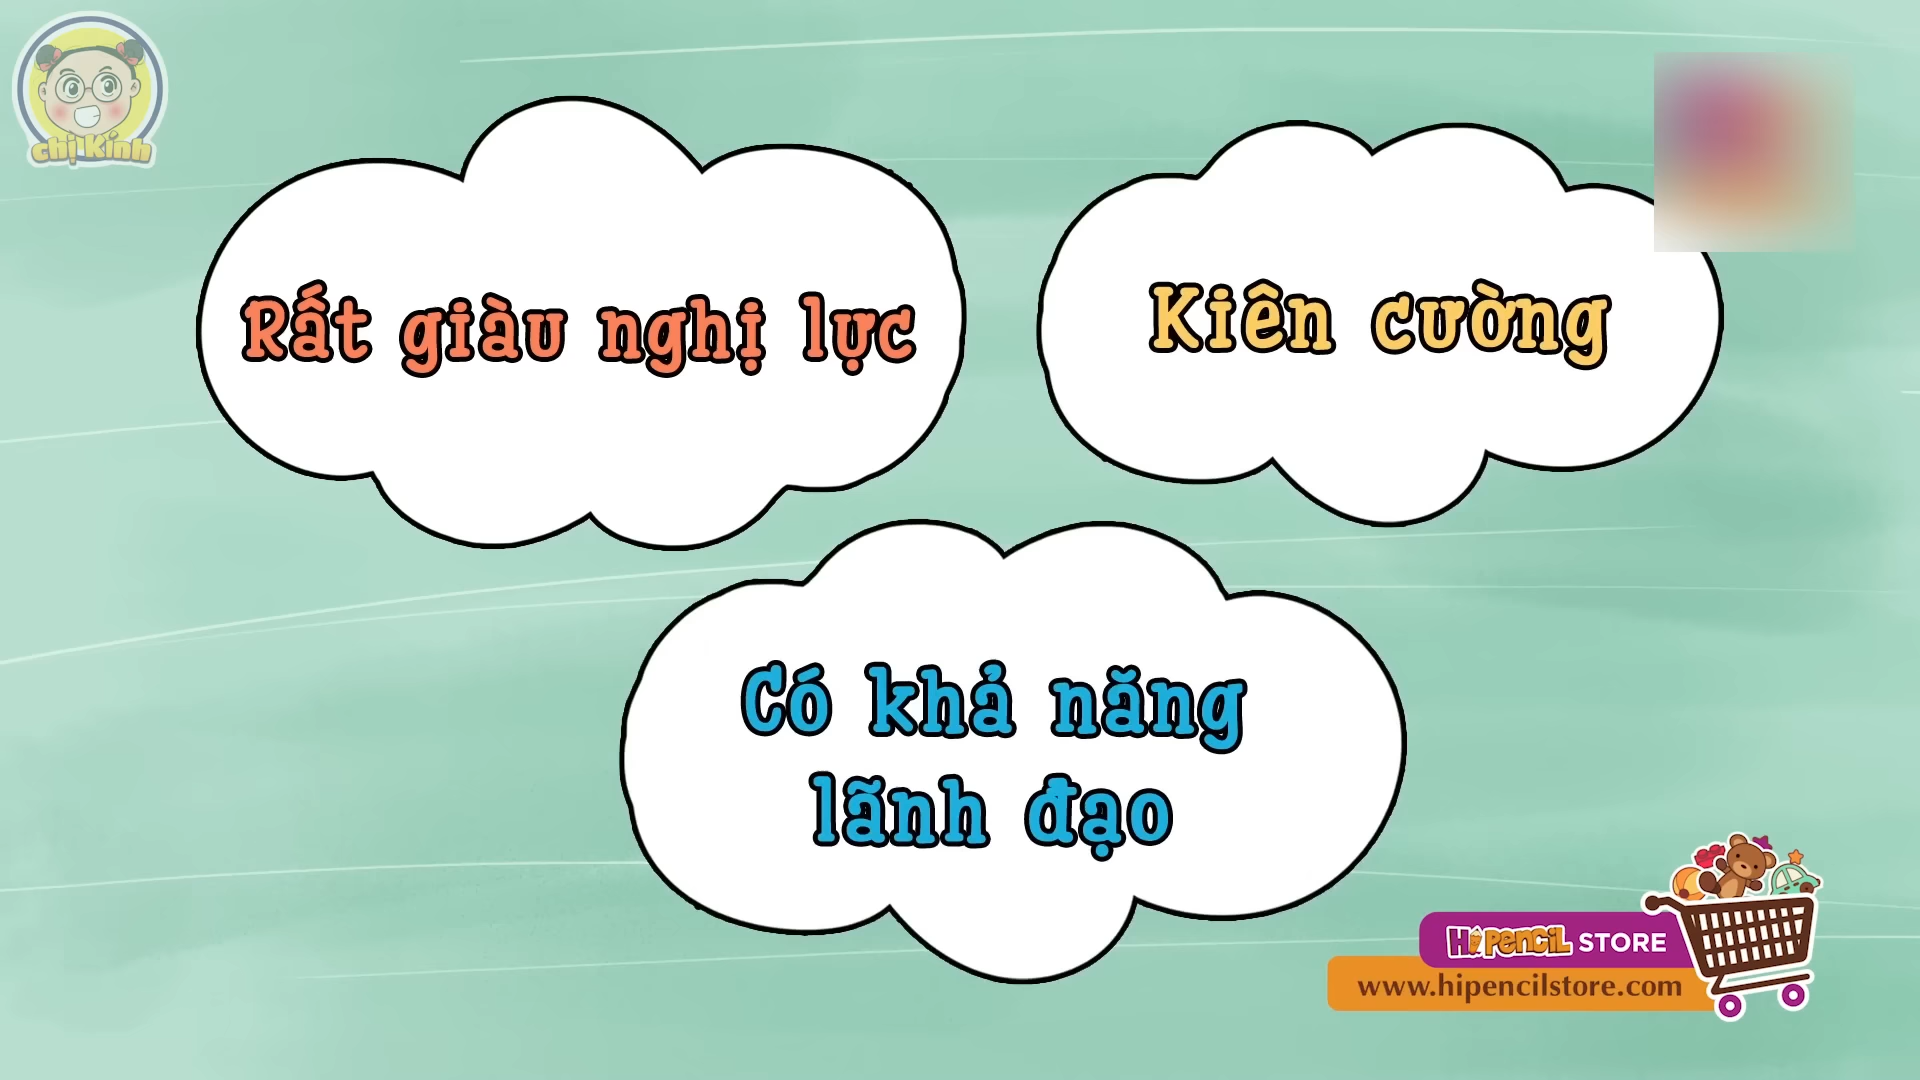 chị Kính
Rất giàu nghị lực
Kiên cường
Có khả năng
lãnh đạo
HiPencil STORE
www.hipencilstore.com